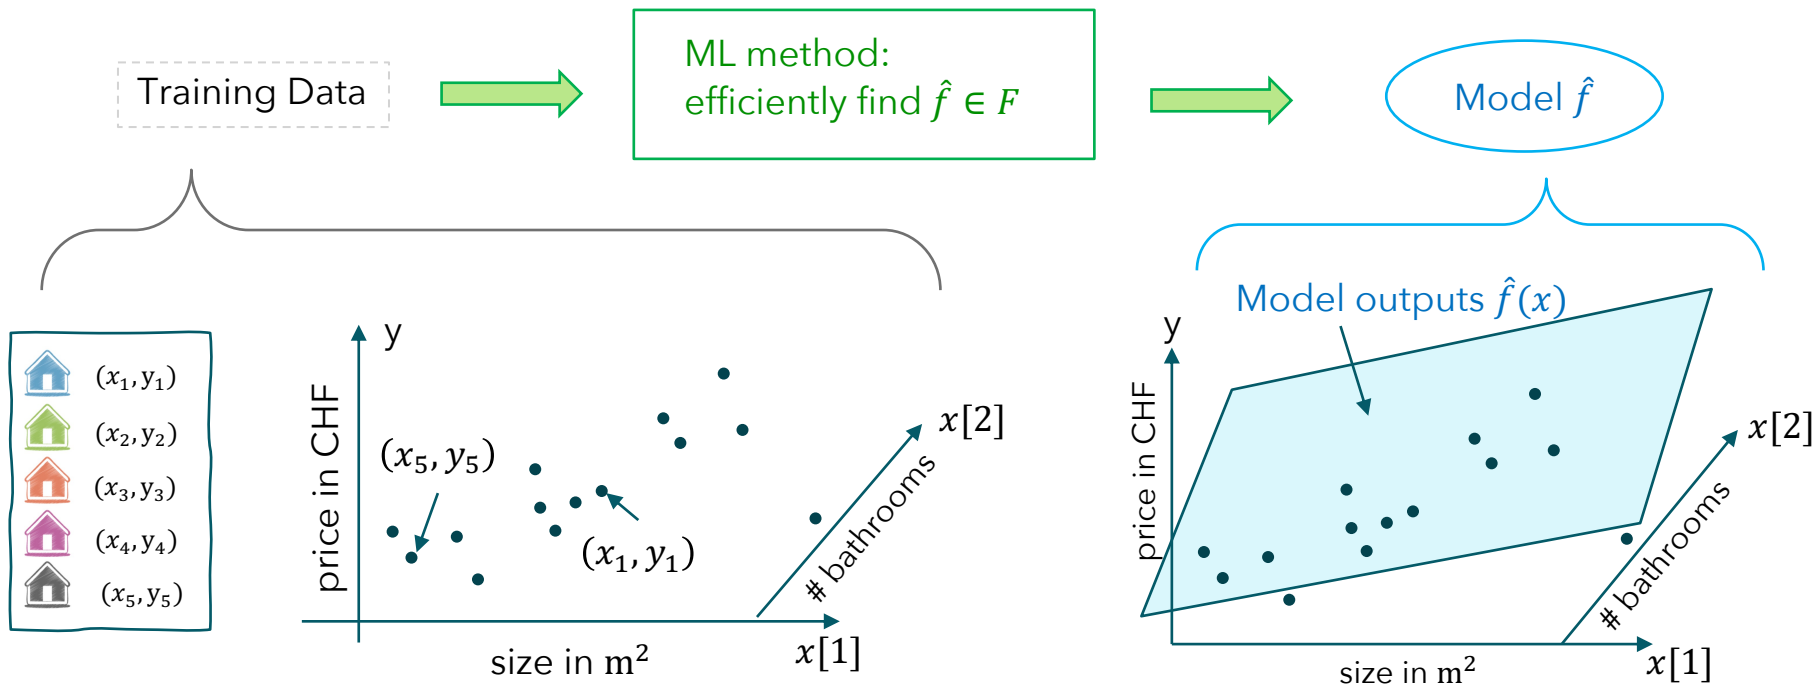 Training Data
ML method:
efficiently find f̂ ∈ F
Model f̂
(x₁, y₁)
(x₂, y₂)
(x₃, y₃)
(x₄, y₄)
(x₅, y₅)
y
price in CHF
(x₅, y₅)
(x₁, y₁)
x[2]
# bathrooms
size in m²
x[1]
Model outputs f̂(x)
y
price in CHF
x[2]
# bathrooms
size in m²
x[1]